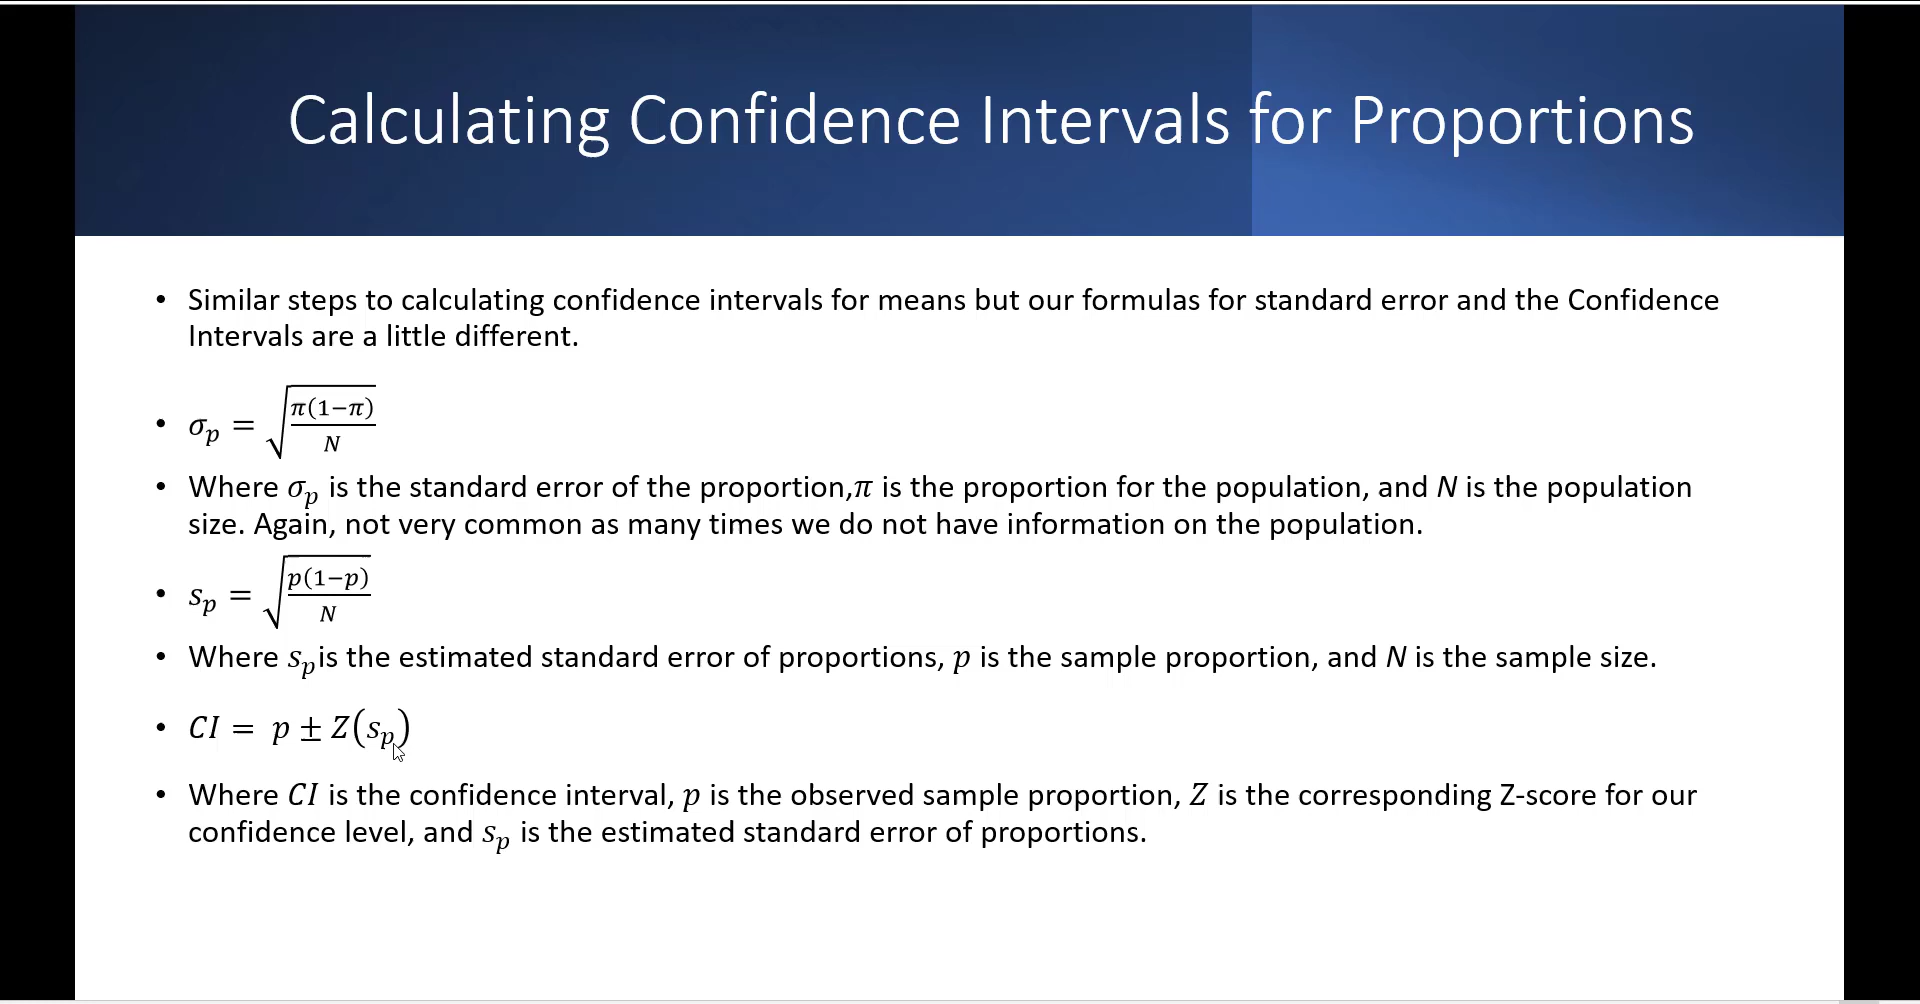 Calculating Confidence Intervals for Proportions
• Similar steps to calculating confidence intervals for means but our formulas for standard error and the Confidence
Intervals are a little different.
• σₚ = √(π(1−π)/N)
• Where σₚ is the standard error of the proportion,π is the proportion for the population, and N is the population
size. Again, not very common as many times we do not have information on the population.
• sₚ = √(p(1−p)/N)
• Where sₚis the estimated standard error of proportions, p is the sample proportion, and N is the sample size.
• CI = p ± Z(sₚ)
• Where CI is the confidence interval, p is the observed sample proportion, Z is the corresponding Z-score for our
confidence level, and sₚ is the estimated standard error of proportions.